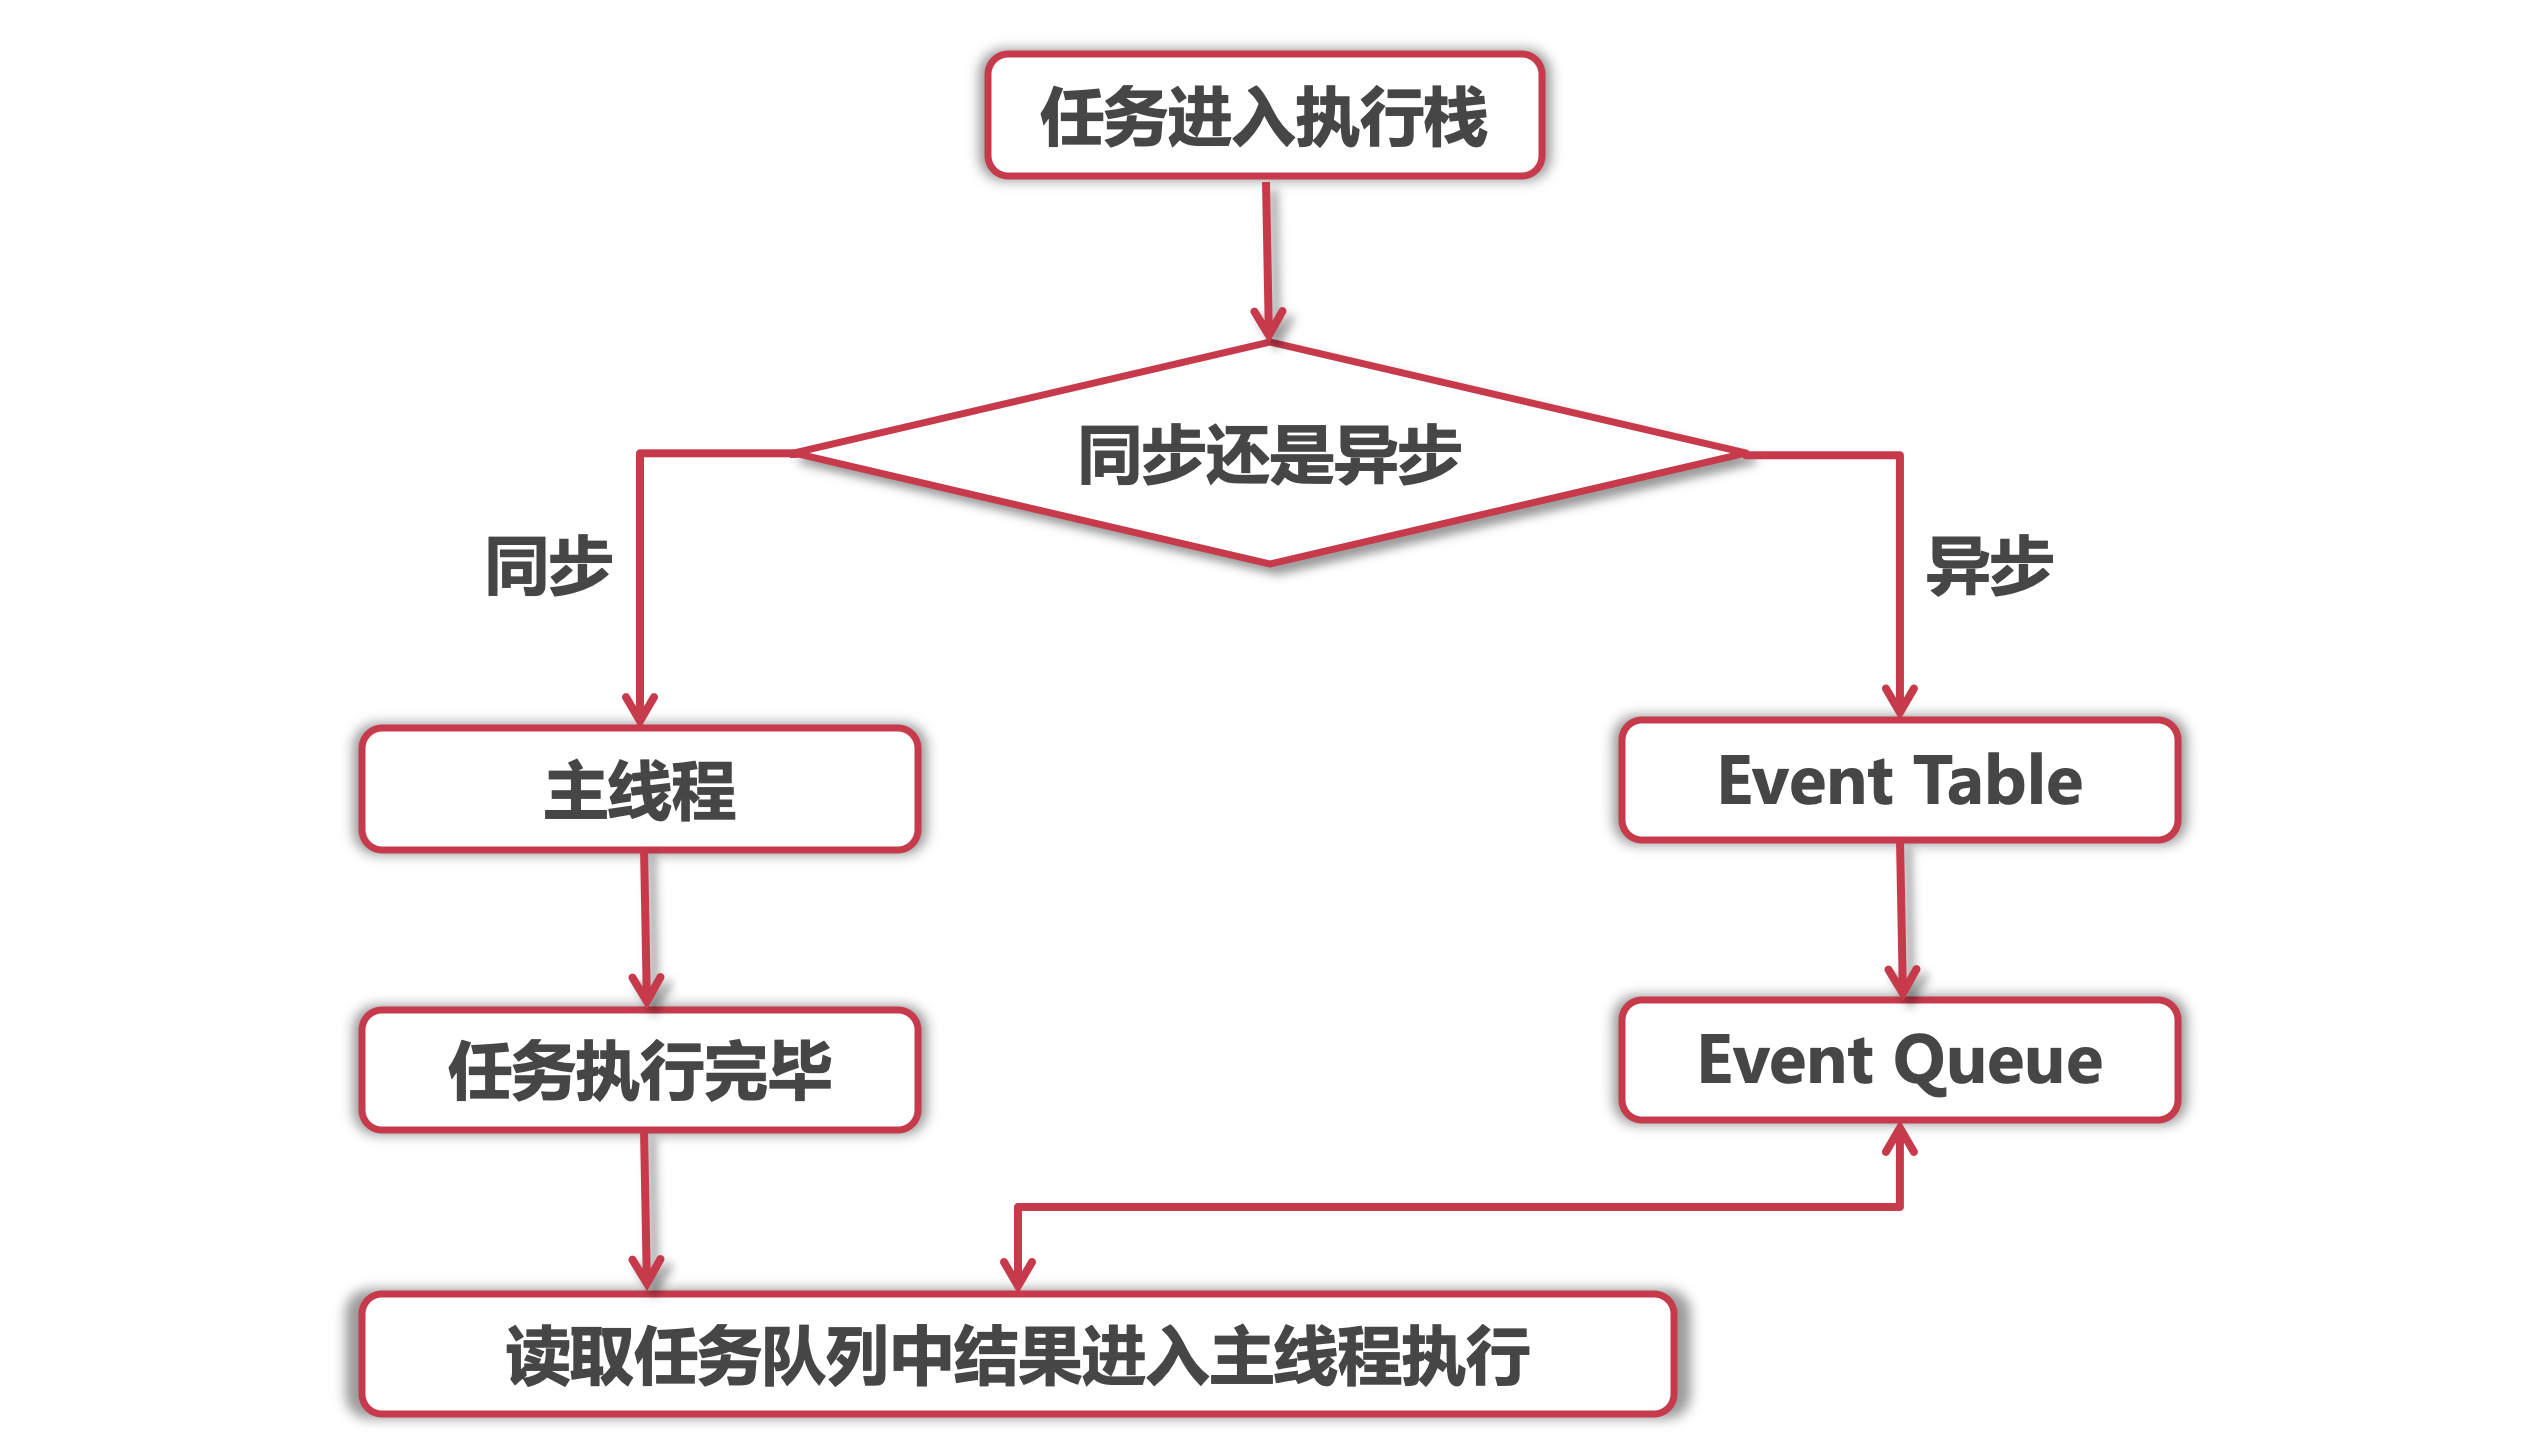 任务进入执行栈
同步还是异步
同步
异步
主线程
Event Table
任务执行完毕
Event Queue
读取任务队列中结果进入主线程执行